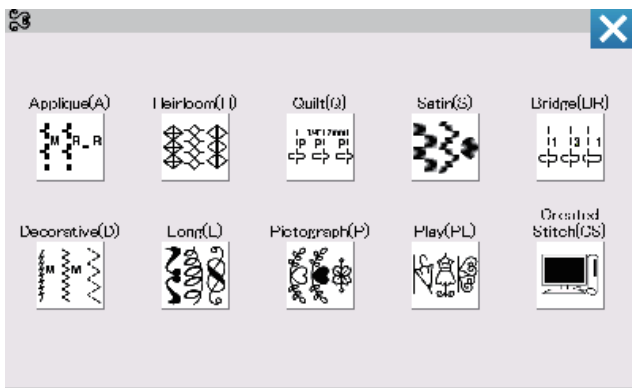 Applique(A)
Heirloom(H)
Quilt(Q)
Satin(S)
Bridge(BR)
Decorative(D)
Long(L)
Pictograph(P)
Play(PL)
Created
Stitch(CS)